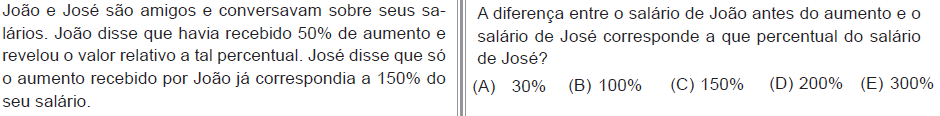 João e José são amigos e conversavam sobre seus sa-
lários. João disse que havia recebido 50% de aumento e
revelou o valor relativo a tal percentual. José disse que só
o aumento recebido por João já correspondia a 150% do
seu salário.
A diferença entre o salário de João antes do aumento e o
salário de José corresponde a que percentual do salário
de José?
(A) 30% (B) 100% (C) 150% (D) 200% (E) 300%